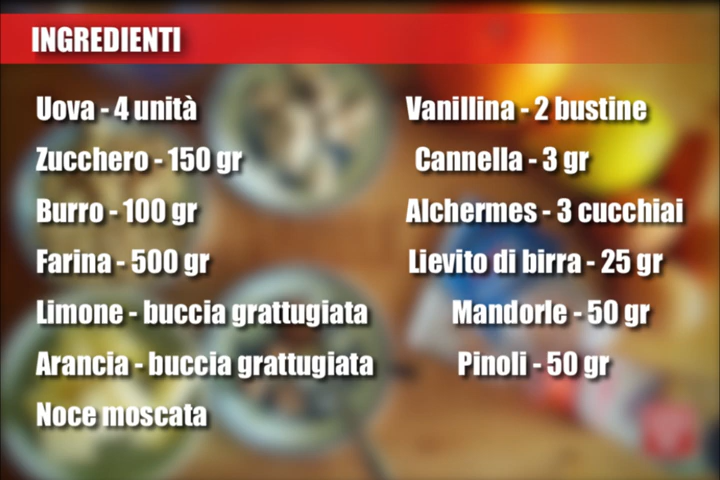 INGREDIENTI
Uova - 4 unità
Zucchero - 150 gr
Burro - 100 gr
Farina - 500 gr
Limone - buccia grattugiata
Arancia - buccia grattugiata
Noce moscata
Vanillina - 2 bustine
Cannella - 3 gr
Alchermes - 3 cucchiai
Lievito di birra - 25 gr
Mandorle - 50 gr
Pinoli - 50 gr